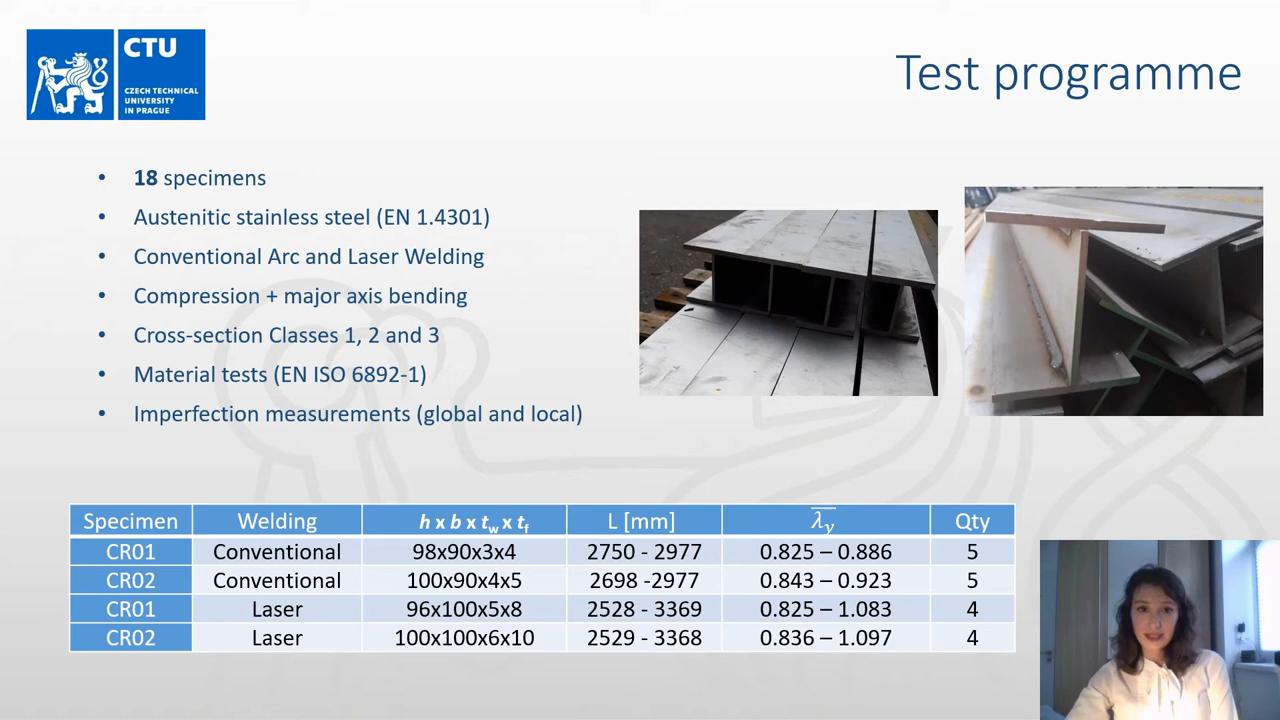 CTU
CZECH TECHNICAL
UNIVERSITY
IN PRAGUE
Test programme
• 18 specimens
• Austenitic stainless steel (EN 1.4301)
• Conventional Arc and Laser Welding
• Compression + major axis bending
• Cross-section Classes 1, 2 and 3
• Material tests (EN ISO 6892-1)
• Imperfection measurements (global and local)
Specimen Welding h x b x tw x tf L [mm] λ̅y Qty
CR01 Conventional 98x90x3x4 2750 - 2977 0.825 – 0.886 5
CR02 Conventional 100x90x4x5 2698 -2977 0.843 – 0.923 5
CR01 Laser 96x100x5x8 2528 - 3369 0.825 – 1.083 4
CR02 Laser 100x100x6x10 2529 - 3368 0.836 – 1.097 4